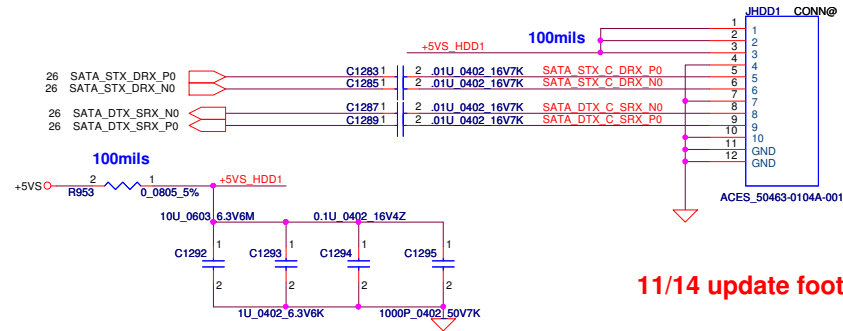 JHDD1 CONN@
+5VS_HDD1
100mils
1 1
2 2
3 3
4 4
5 5
6 6
7 7
8 8
9 9
10 10
11 GND
12 GND
ACES_50463-0104A-001
26 SATA_STX_DRX_P0 C1283 1 2 .01U_0402_16V7K SATA_STX_C_DRX_P0
26 SATA_STX_DRX_N0 C1285 1 2 .01U_0402_16V7K SATA_STX_C_DRX_N0
26 SATA_DTX_SRX_N0 C1287 1 2 .01U_0402_16V7K SATA_DTX_C_SRX_N0
26 SATA_DTX_SRX_P0 C1289 1 2 .01U_0402_16V7K SATA_DTX_C_SRX_P0
100mils
+5VS 2 1 +5VS_HDD1
R953 0_0805_5%
10U_0603_6.3V6M 0.1U_0402_16V4Z
C1292 1 C1293 1 C1294 1 C1295 1
2 2 2 2
1U_0402_6.3V6K 1000P_0402_50V7K
11/14 update foot